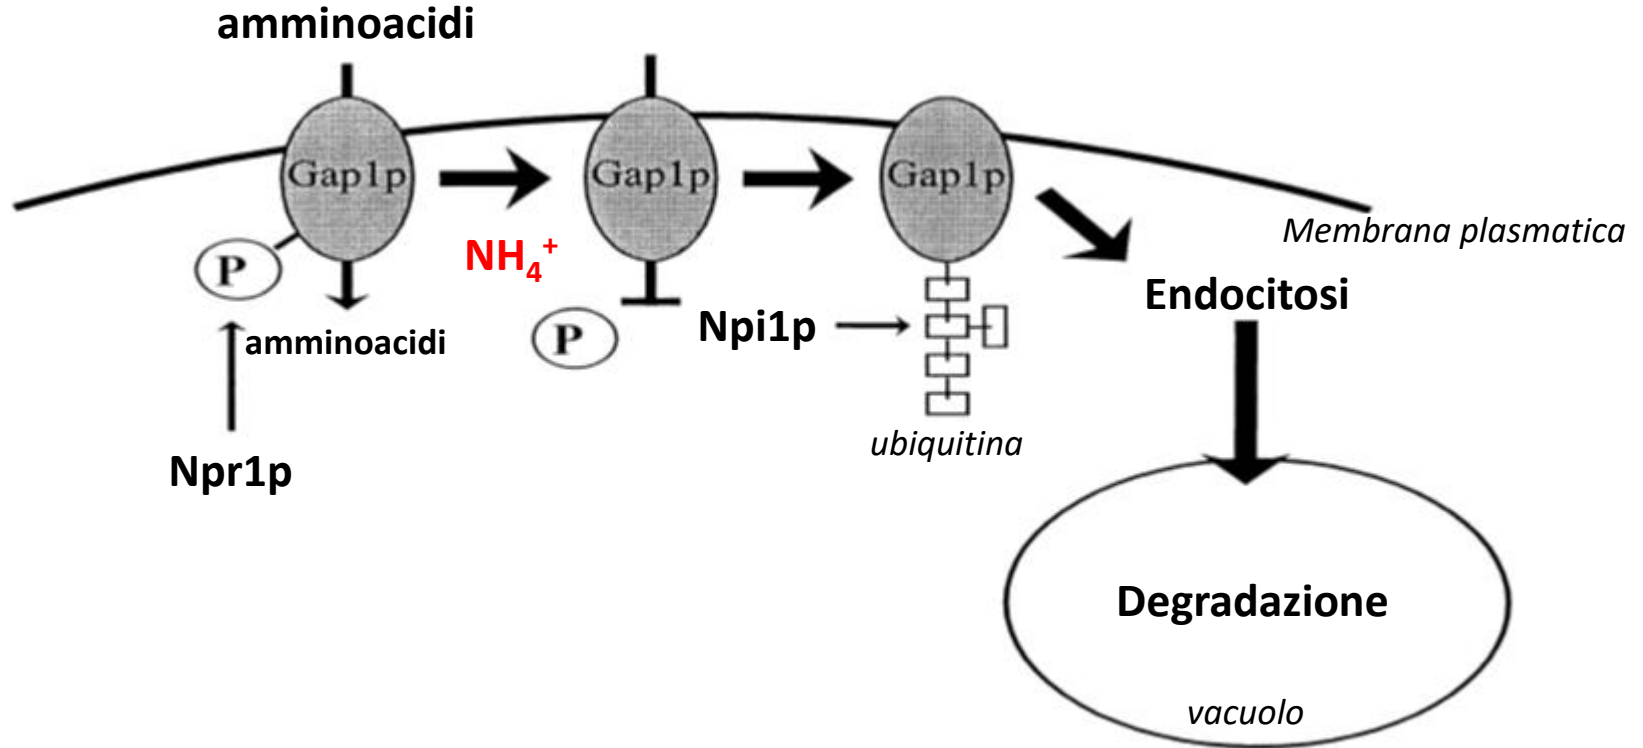 amminoacidi
Gap1p
Gap1p
Gap1p
Membrana plasmatica
NH₄⁺
P
Endocitosi
Npi1p
P
amminoacidi
ubiquitina
Npr1p
Degradazione
vacuolo